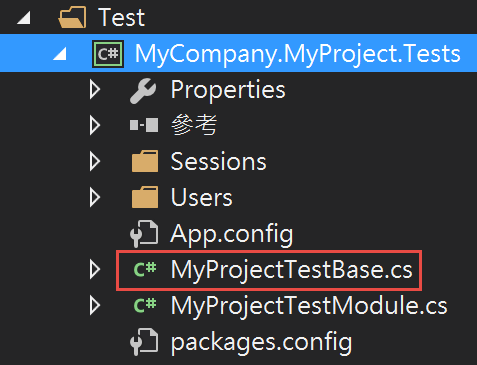 Test
C# MyCompany.MyProject.Tests
Properties
參考
Sessions
Users
App.config
C# MyProjectTestBase.cs
C# MyProjectTestModule.cs
packages.config